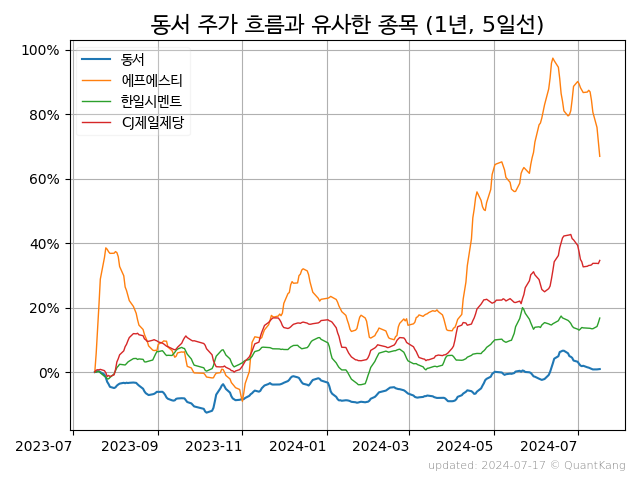 동서 주가 흐름과 유사한 종목 (1년, 5일선)
100%
80%
60%
40%
20%
0%
동서
에프에스티
한일시멘트
CJ제일제당
2023-07
2023-09
2023-11
2024-01
2024-03
2024-05
2024-07
updated: 2024-07-17 © QuantKang